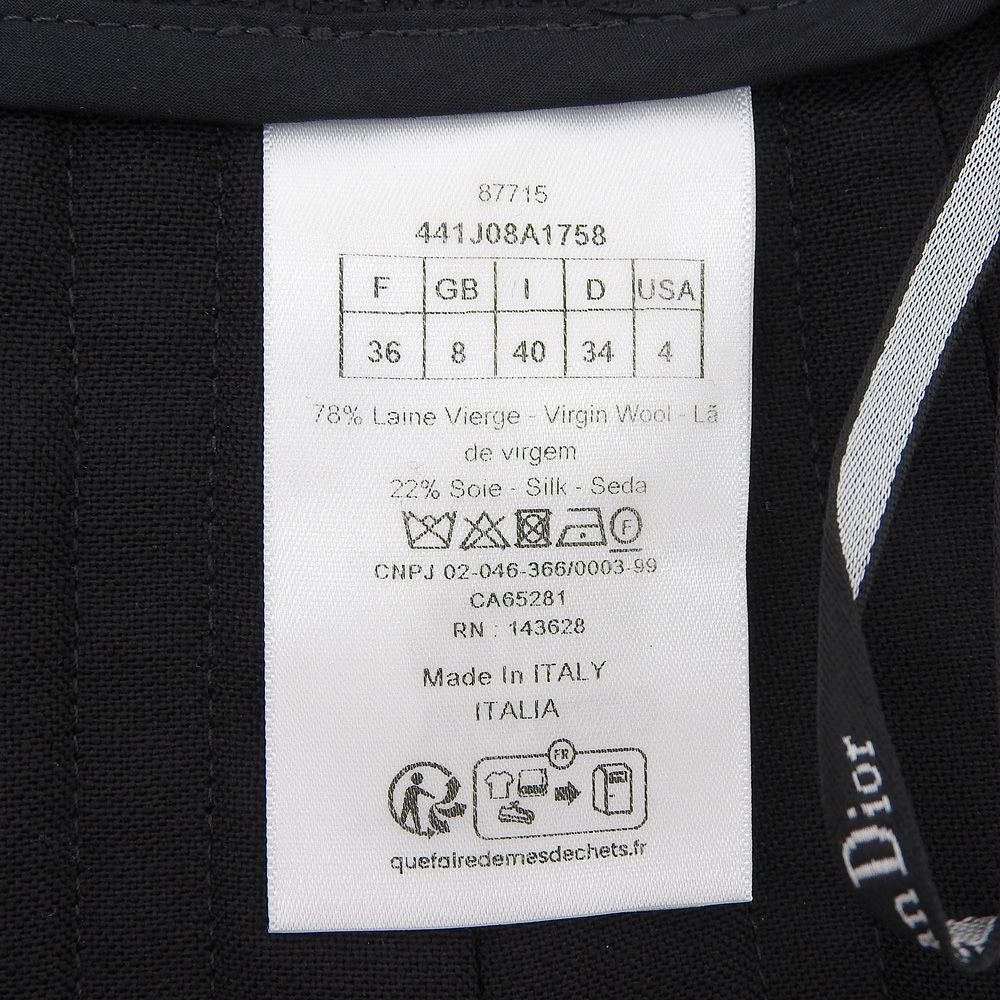 87715
441J08A1758
F GB I D USA
36 8 40 34 4
78% Laine Vierge - Virgin Wool - Lã
de virgem
22% Soie - Silk - Seda
F
CNPJ 02-046-366/0003-99
CA65281
RN : 143628
Made In ITALY
ITALIA
FR
quefairedemesdechets.fr
an Dior